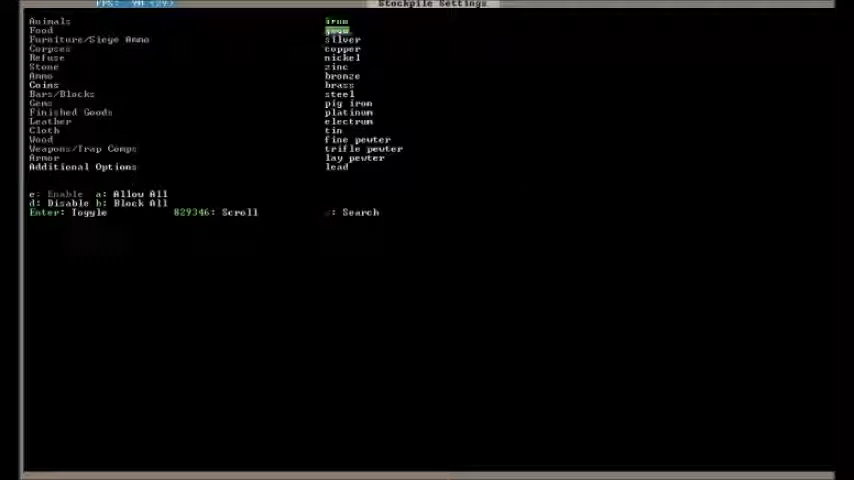 FPS:
Stockpile Settings
Animals
Food
Furniture/Siege Ammo
Corpses
Refuse
Stone
Ammo
Coins
Bars/Blocks
Gems
Finished Goods
Leather
Cloth
Wood
Weapons/Trap Comps
Armor
Additional Options
iron
silver
copper
nickel
zinc
bronze
brass
steel
pig iron
platinum
electrum
tin
fine pewter
trifle pewter
lay pewter
lead
e: Enable a: Allow All
d: Disable b: Block All
Enter: Toggle 829346: Scroll : Search